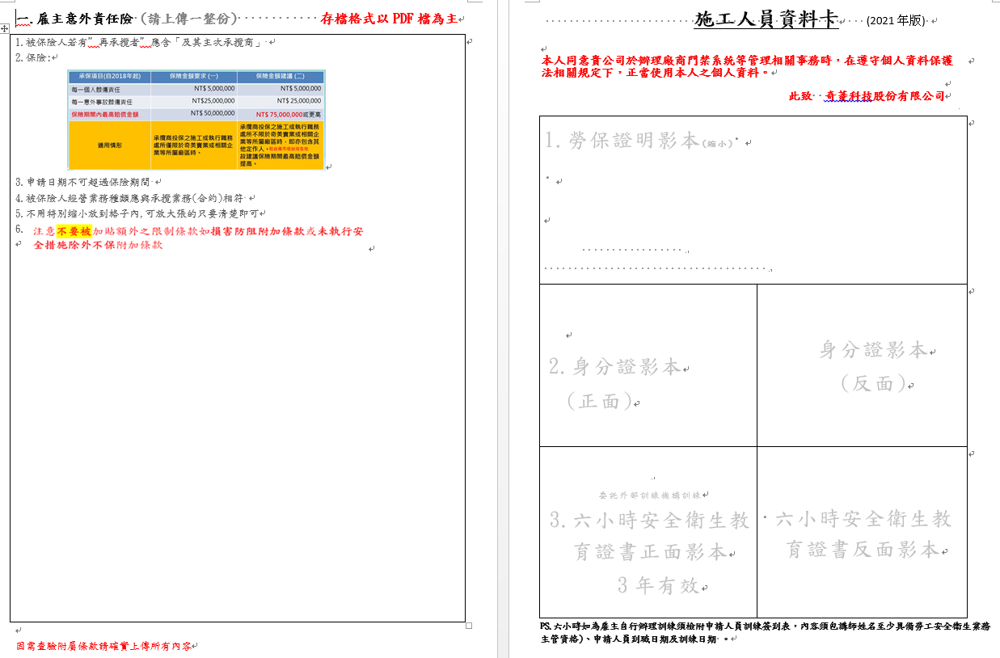 一. 雇主意外責任險 (請上傳一整份) 存檔格式以 PDF 檔為主
1.被保險人若有"再承攬者"應含「及其主次承攬商」
2.保險:
承保項目(自2018年起) 保險金額要求 (一) 保險金額建議 (二)
每一個人體傷責任 NT$ 5,000,000 NT$ 5,000,000
每一意外事故體傷責任 NT$25,000,000 NT$ 25,000,000
保險期間內最高賠償金額 NT$ 50,000,000 NT$ 75,000,000或更高
適用情形
承攬商投保之施工或執行職務
處所僅限於奇美實業或相關企
業等所屬廠區時。
承攬商投保之施工或執行職務
處所不限於奇美實業或相關企
業等所屬廠區時，即亦包含其
他定作人。
故建議保險期間最高賠償金額
提高。
3.申請日期不可超過保險期間
4.被保險人經營業務種類應與承攬業務(合約)相符
5.不用特別縮小放到格子內,可放大張的只要清楚即可
6. 注意不要被加貼額外之限制條款如損害防阻附加條款或未執行安
全措施除外不保附加條款
因需查驗附屬條款請確實上傳所有內容
施工人員資料卡 (2021 年版)
本人同意貴公司於辦理廠商門禁系統等管理相關事務時，在遵守個人資料保護
法相關規定下，正當使用本人之個人資料。
此致 奇菱科技股份有限公司
1.勞保證明影本(縮小)
2.身分證影本
(正面)
身分證影本
(反面)
委託外部訓練機構訓練
3.六小時安全衛生教
育證書正面影本
3 年有效
六小時安全衛生教
育證書反面影本
PS.六小時如為雇主自行辦理訓練須檢附申請人員訓練簽到表，內容須包講師姓名至少具備勞工安全衛生業務
主管資格)、申請人員到職日期及訓練日期 。